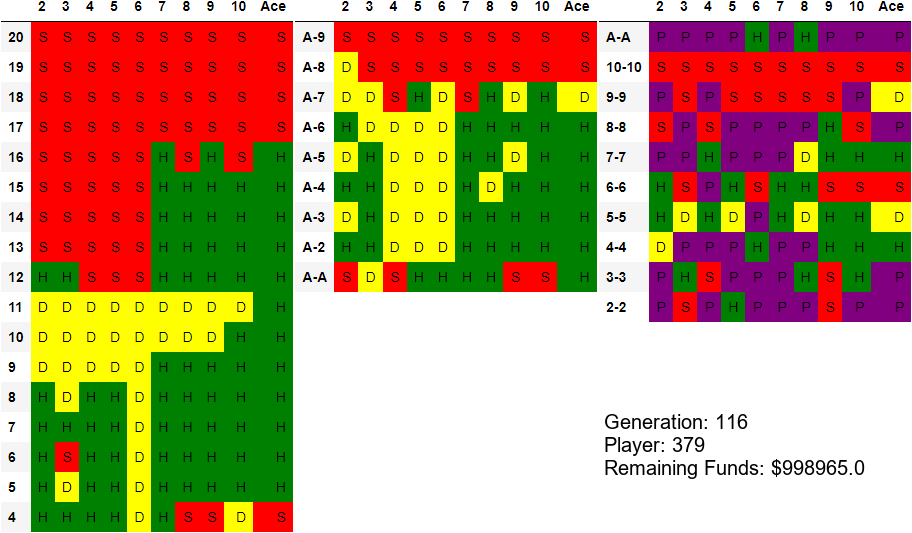 2 3 4 5 6 7 8 9 10 Ace
20 S S S S S S S S S S
19 S S S S S S S S S S
18 S S S S S S S S S S
17 S S S S S S S S S S
16 S S S S S H S H S H
15 S S S S S H H H H H
14 S S S S S H H H H H
13 S S S S S H H H H H
12 H H S S S H H H H H
11 D D D D D D D D D H
10 D D D D D D D D H H
9 D D D D D H H H H H
8 H D H H D H H H H H
7 H H H H D H H H H H
6 H S H H D H H H H H
5 H D H H D H H H H H
4 H H H H D H S S D S
2 3 4 5 6 7 8 9 10 Ace
A-9 S S S S S S S S S S
A-8 D S S S S S S S S S
A-7 D D S H D S H D H D
A-6 H D D D D H H H H H
A-5 D H D D D H H D H H
A-4 H H D D D H D H H H
A-3 D H D D D H H H H H
A-2 H H D D D H H H H H
A-A S D S H H H H S S H
2 3 4 5 6 7 8 9 10 Ace
A-A P P P P H P H P P P
10-10 S S S S S S S S S S
9-9 P S P S S S S S P D
8-8 S P S P P P P H S P
7-7 P P H P P P D H H H
6-6 H S P H S H H S S S
5-5 H D H D P H D H H D
4-4 D P P P H P P H H H
3-3 P H S P P P H S H P
2-2 P S P H P P P S P P
Generation: 116
Player: 379
Remaining Funds: $998965.0